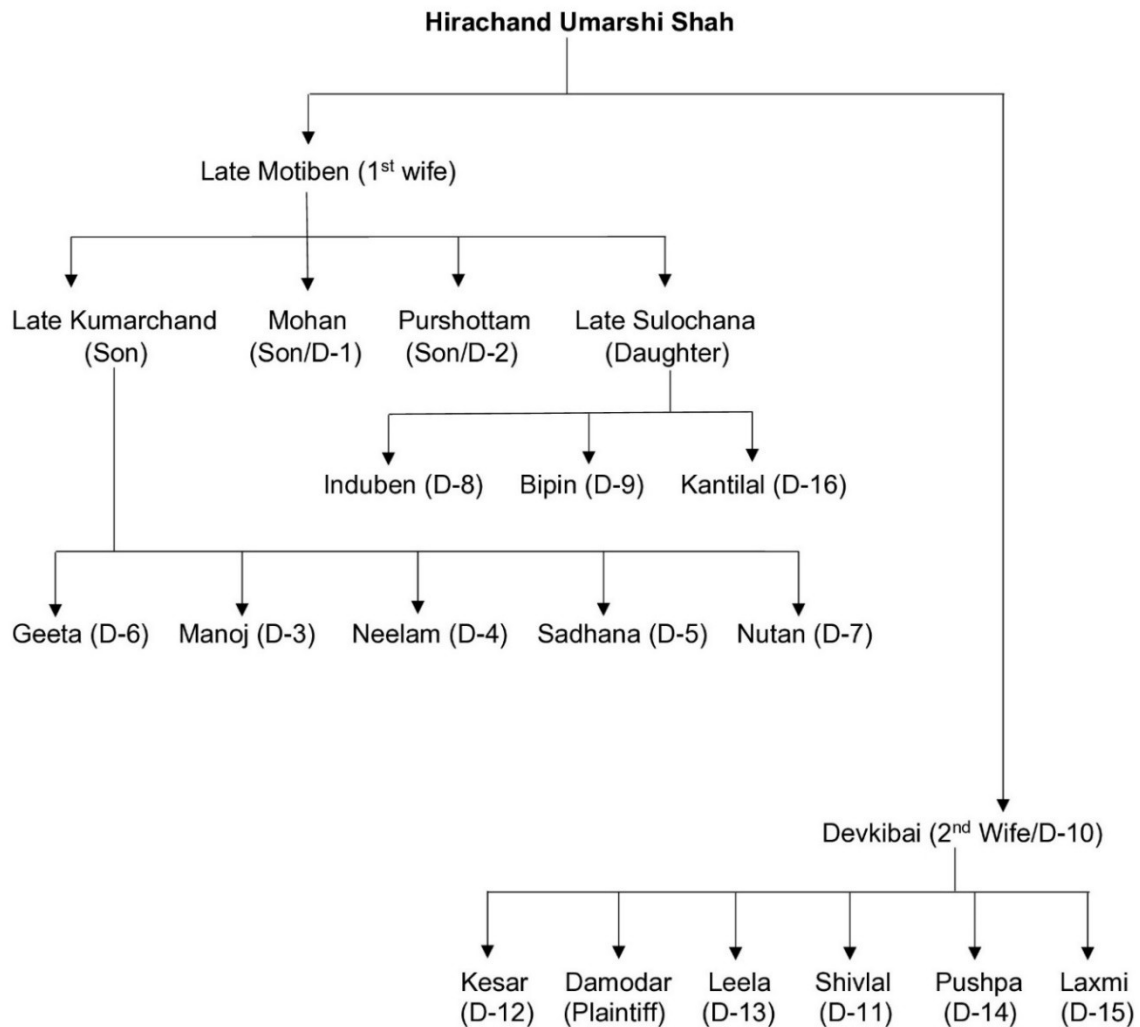 Hirachand Umarshi Shah
Late Motiben (1st wife)
Late Kumarchand
(Son)
Mohan
(Son/D-1)
Purshottam
(Son/D-2)
Late Sulochana
(Daughter)
Induben (D-8)
Bipin (D-9)
Kantilal (D-16)
Geeta (D-6)
Manoj (D-3)
Neelam (D-4)
Sadhana (D-5)
Nutan (D-7)
Devkibai (2nd Wife/D-10)
Kesar
(D-12)
Damodar
(Plaintiff)
Leela
(D-13)
Shivlal
(D-11)
Pushpa
(D-14)
Laxmi
(D-15)